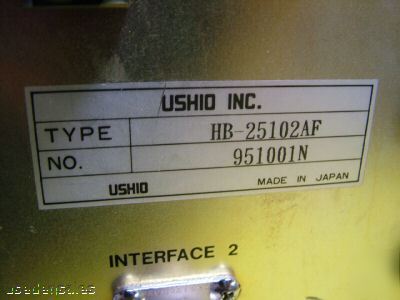 USHIO INC.
TYPE HB-25102AF
NO. 951001N
USHIO MADE IN JAPAN
INTERFACE 2